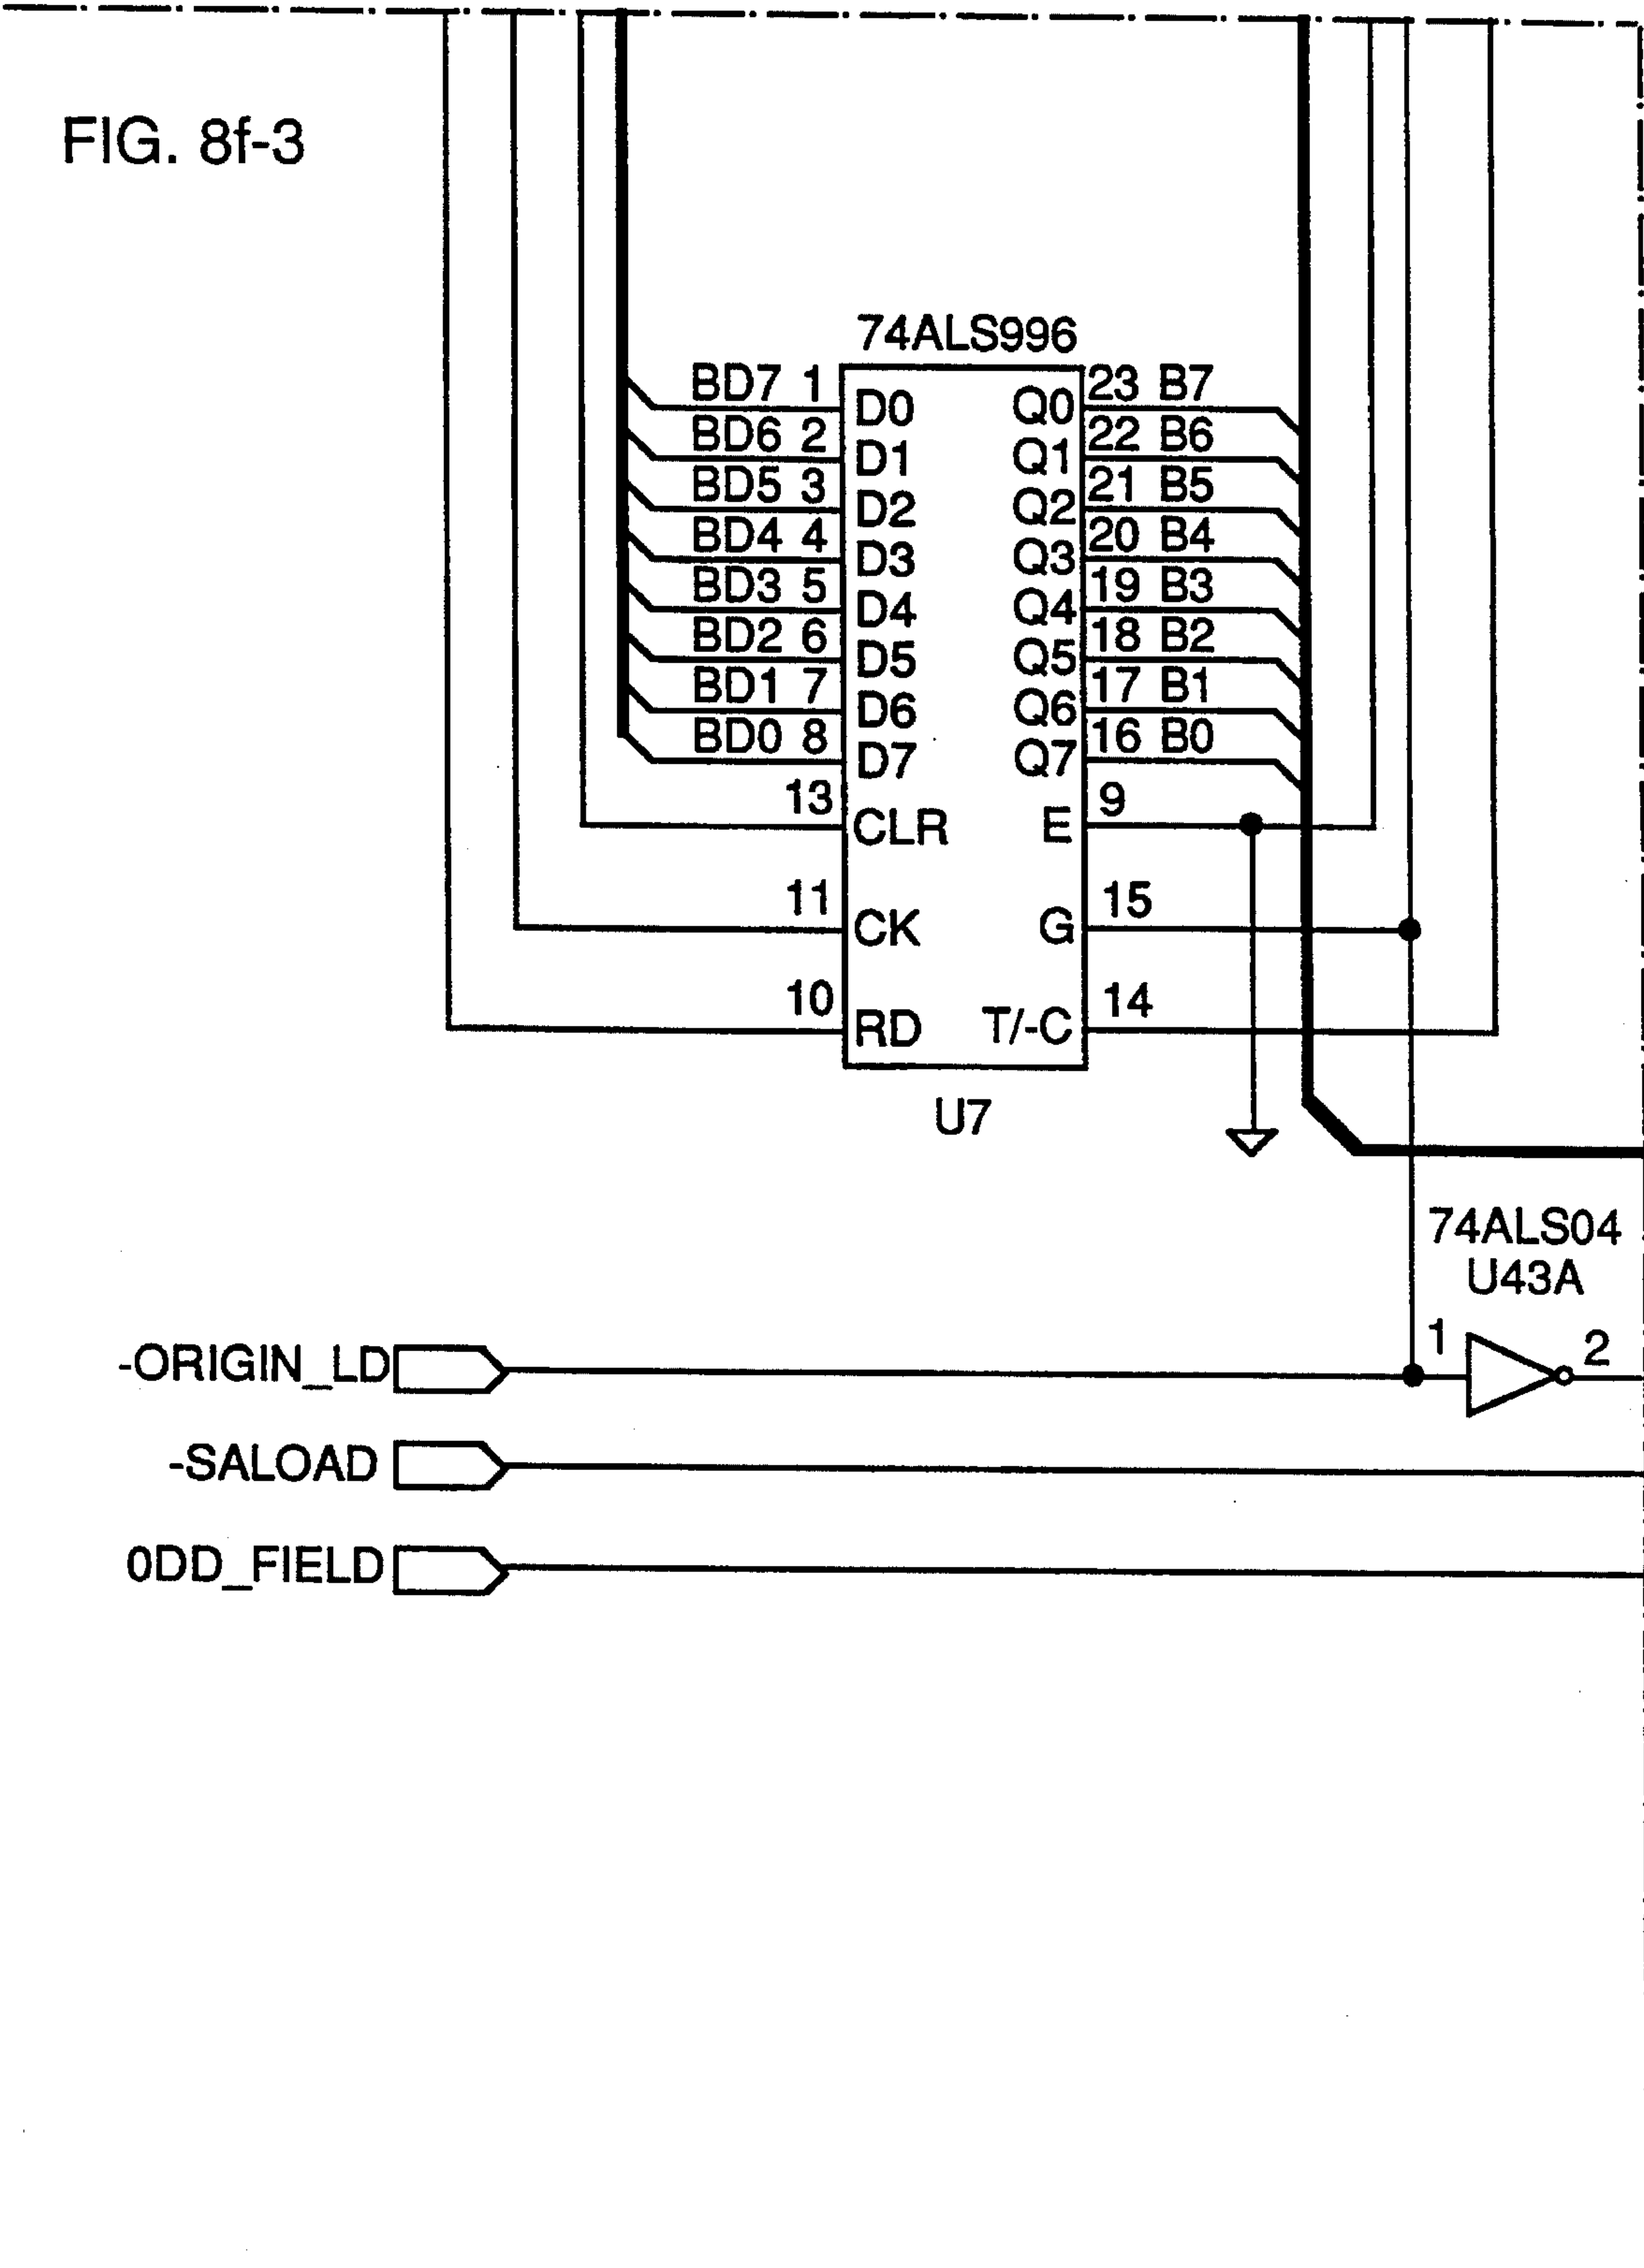 FIG. 8f-3
74ALS996
BD7 1 D0 Q0 23 B7
BD6 2 D1 Q1 22 B6
BD5 3 D2 Q2 21 B5
BD4 4 D3 Q3 20 B4
BD3 5 D4 Q4 19 B3
BD2 6 D5 Q5 18 B2
BD1 7 D6 Q6 17 B1
BD0 8 D7 Q7 16 B0
13 CLR E 9
11 CK G 15
10 RD T/-C 14
U7
74ALS04
U43A
1 2
-ORIGIN_LD
-SALOAD
0DD_FIELD